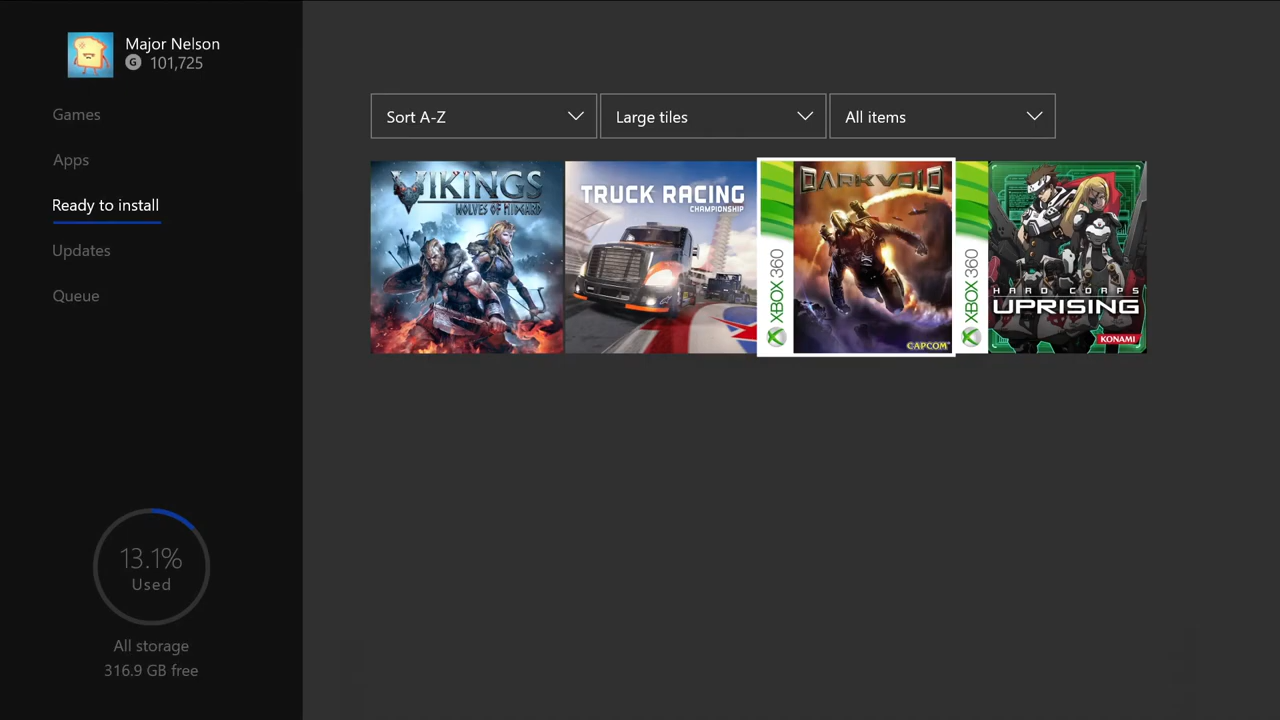 Major Nelson
G 101,725
Games
Apps
Ready to install
Updates
Queue
13.1%
Used
All storage
316.9 GB free
Sort A-Z
Large tiles
All items
VIKINGS
WOLVES OF MIDGARD
TRUCK RACING
CHAMPIONSHIP
XBOX 360
DARKVOID
CAPCOM
XBOX 360
HARD CORPS
UPRISING
KONAMI